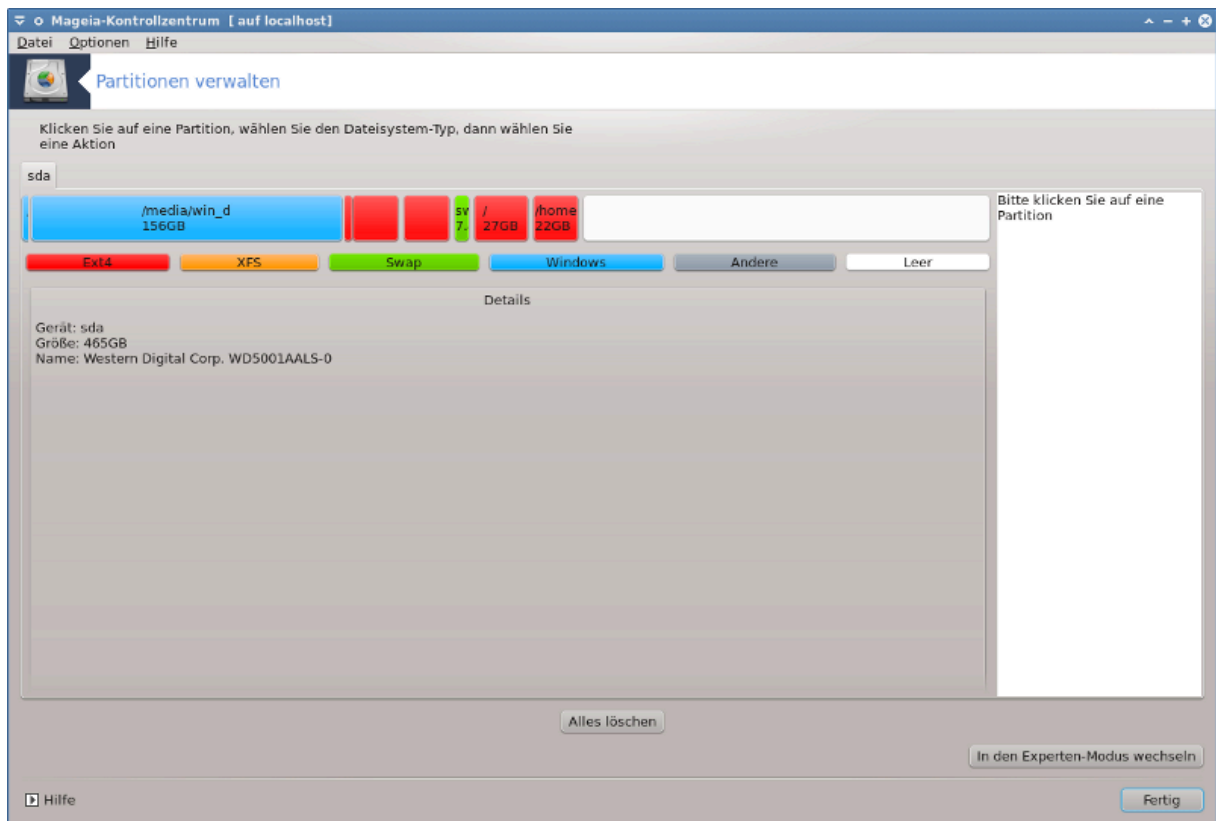 Mageia-Kontrollzentrum [ auf localhost]
Datei Optionen Hilfe
Partitionen verwalten
Klicken Sie auf eine Partition, wählen Sie den Dateisystem-Typ, dann wählen Sie
eine Aktion
sda
/media/win_d
156GB
sv
7.
/
27GB
/home
22GB
Bitte klicken Sie auf eine
Partition
Ext4 XFS Swap Windows Andere Leer
Details
Gerät: sda
Größe: 465GB
Name: Western Digital Corp. WD5001AALS-0
Alles löschen
In den Experten-Modus wechseln
Hilfe
Fertig